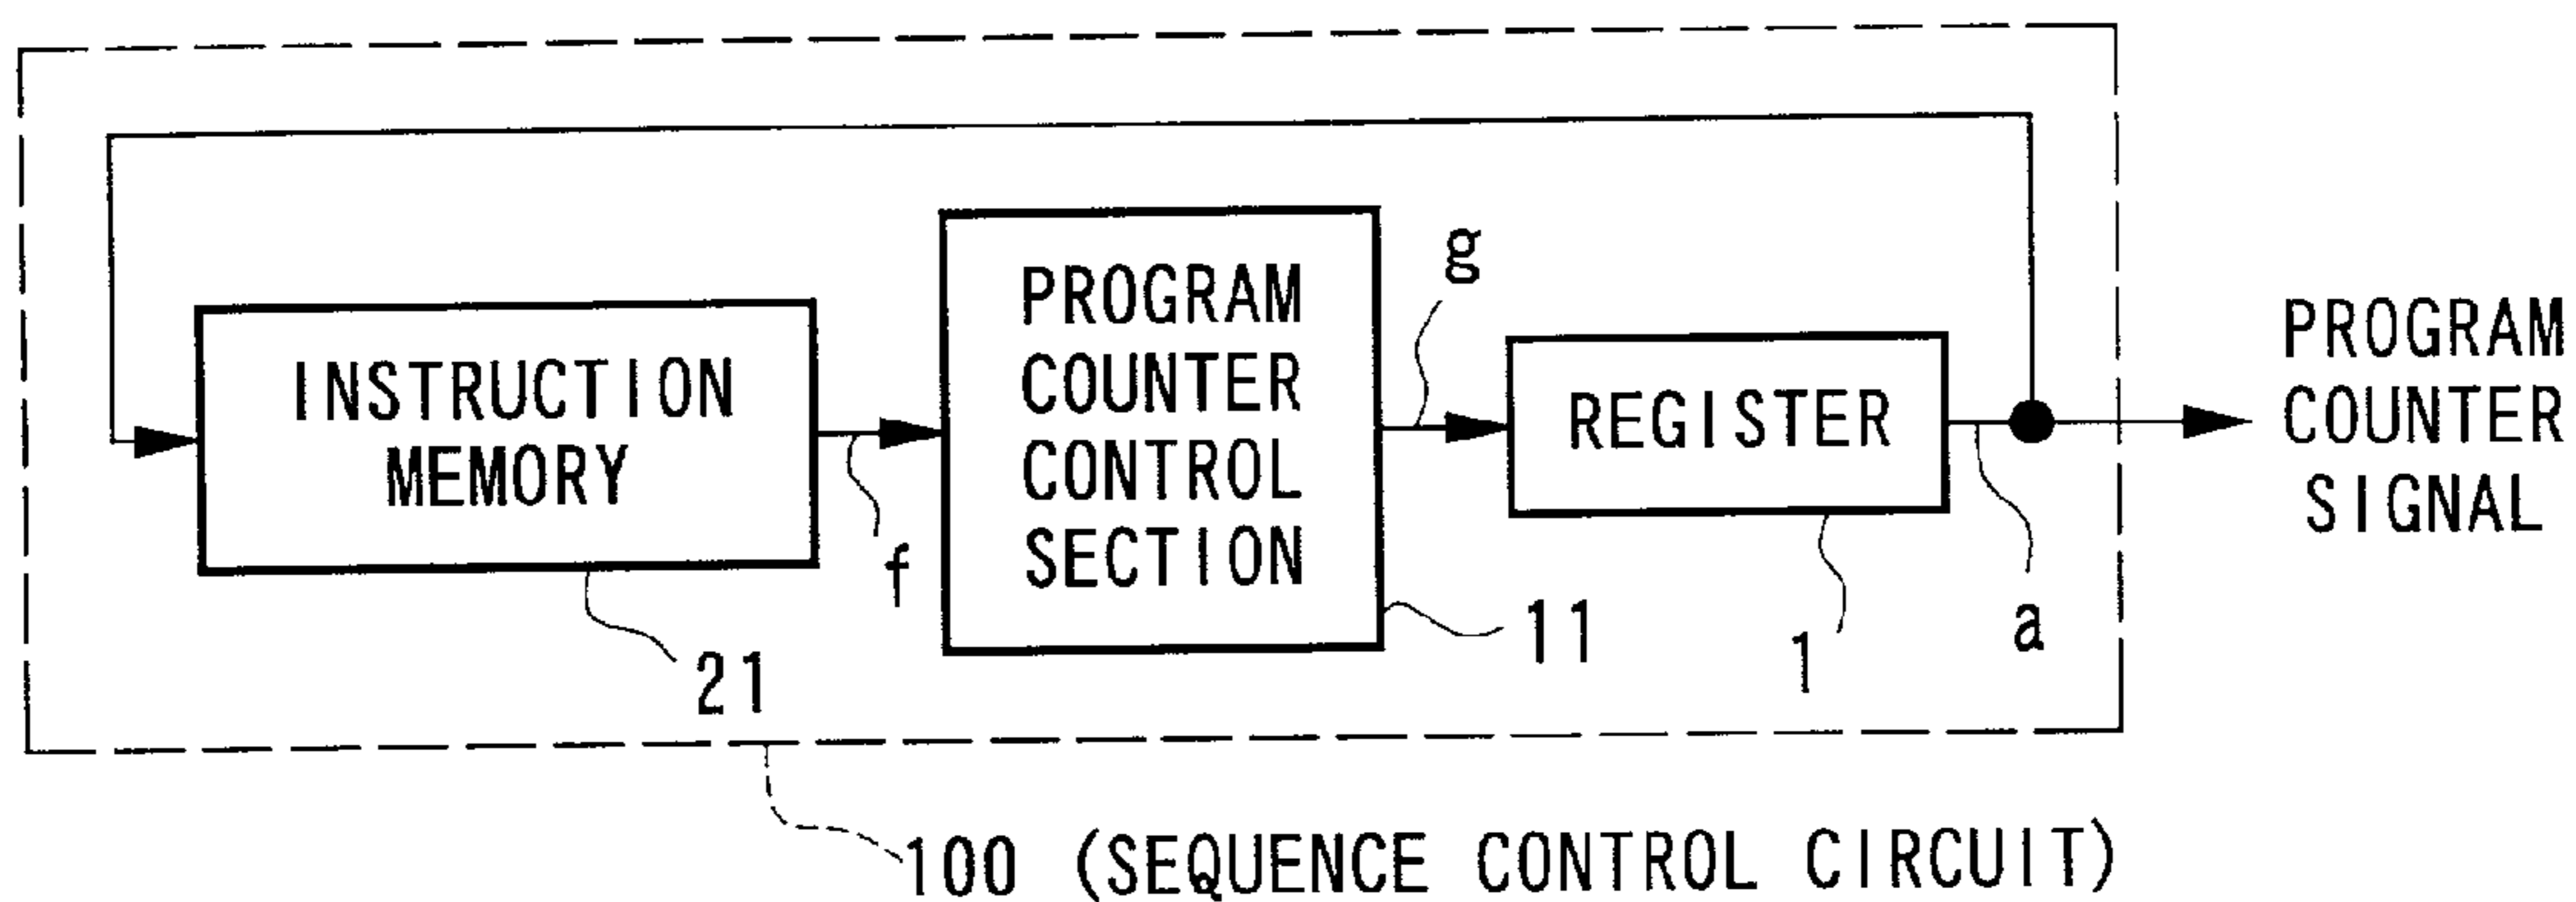 INSTRUCTION
MEMORY
21
f
PROGRAM
COUNTER
CONTROL
SECTION
11
g
REGISTER
1
a
PROGRAM
COUNTER
SIGNAL
100 (SEQUENCE CONTROL CIRCUIT)